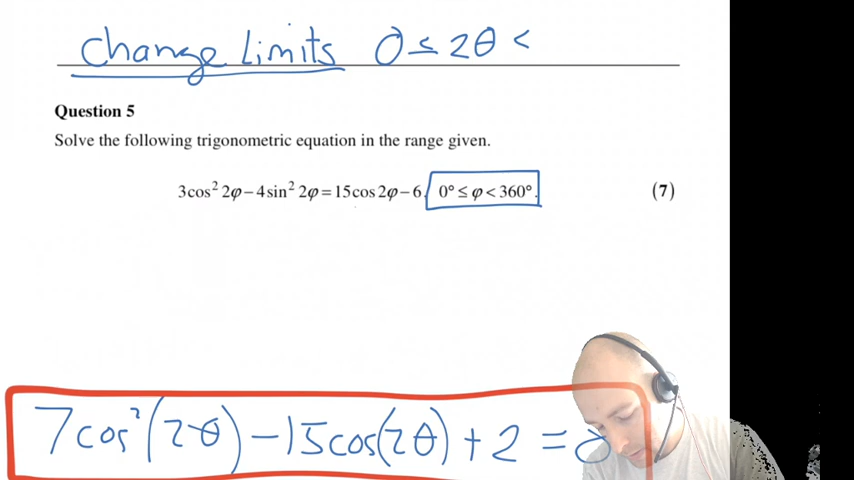 Change Limits 0 ≤ 2θ <
Question 5
Solve the following trigonometric equation in the range given.
3cos² 2φ − 4sin² 2φ = 15cos 2φ − 6, 0° ≤ φ < 360°. (7)
7cos²(2θ) − 15cos(2θ) + 2 = 0